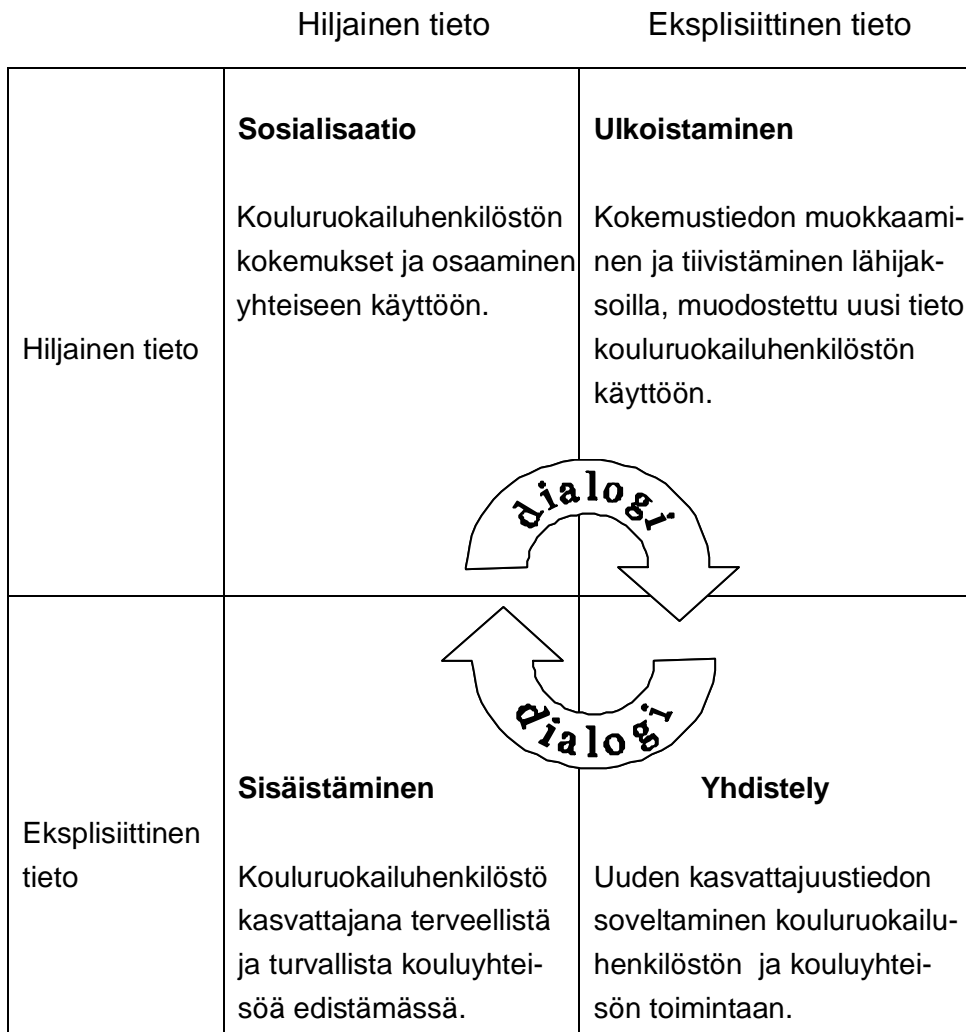 Hiljainen tieto Eksplisiittinen tieto
Hiljainen tieto
Sosialisaatio
Kouluruokailuhenkilöstön
kokemukset ja osaaminen
yhteiseen käyttöön.
Ulkoistaminen
Kokemustiedon muokkaami-
nen ja tiivistäminen lähijak-
soilla, muodostettu uusi tieto
kouluruokailuhenkilöstön
käyttöön.
dialogi
dialogi
Eksplisiittinen
tieto
Sisäistäminen
Kouluruokailuhenkilöstö
kasvattajana terveellistä
ja turvallista kouluyhtei-
söä edistämässä.
Yhdistely
Uuden kasvattajuustiedon
soveltaminen kouluruokailu-
henkilöstön ja kouluyhtei-
sön toimintaan.